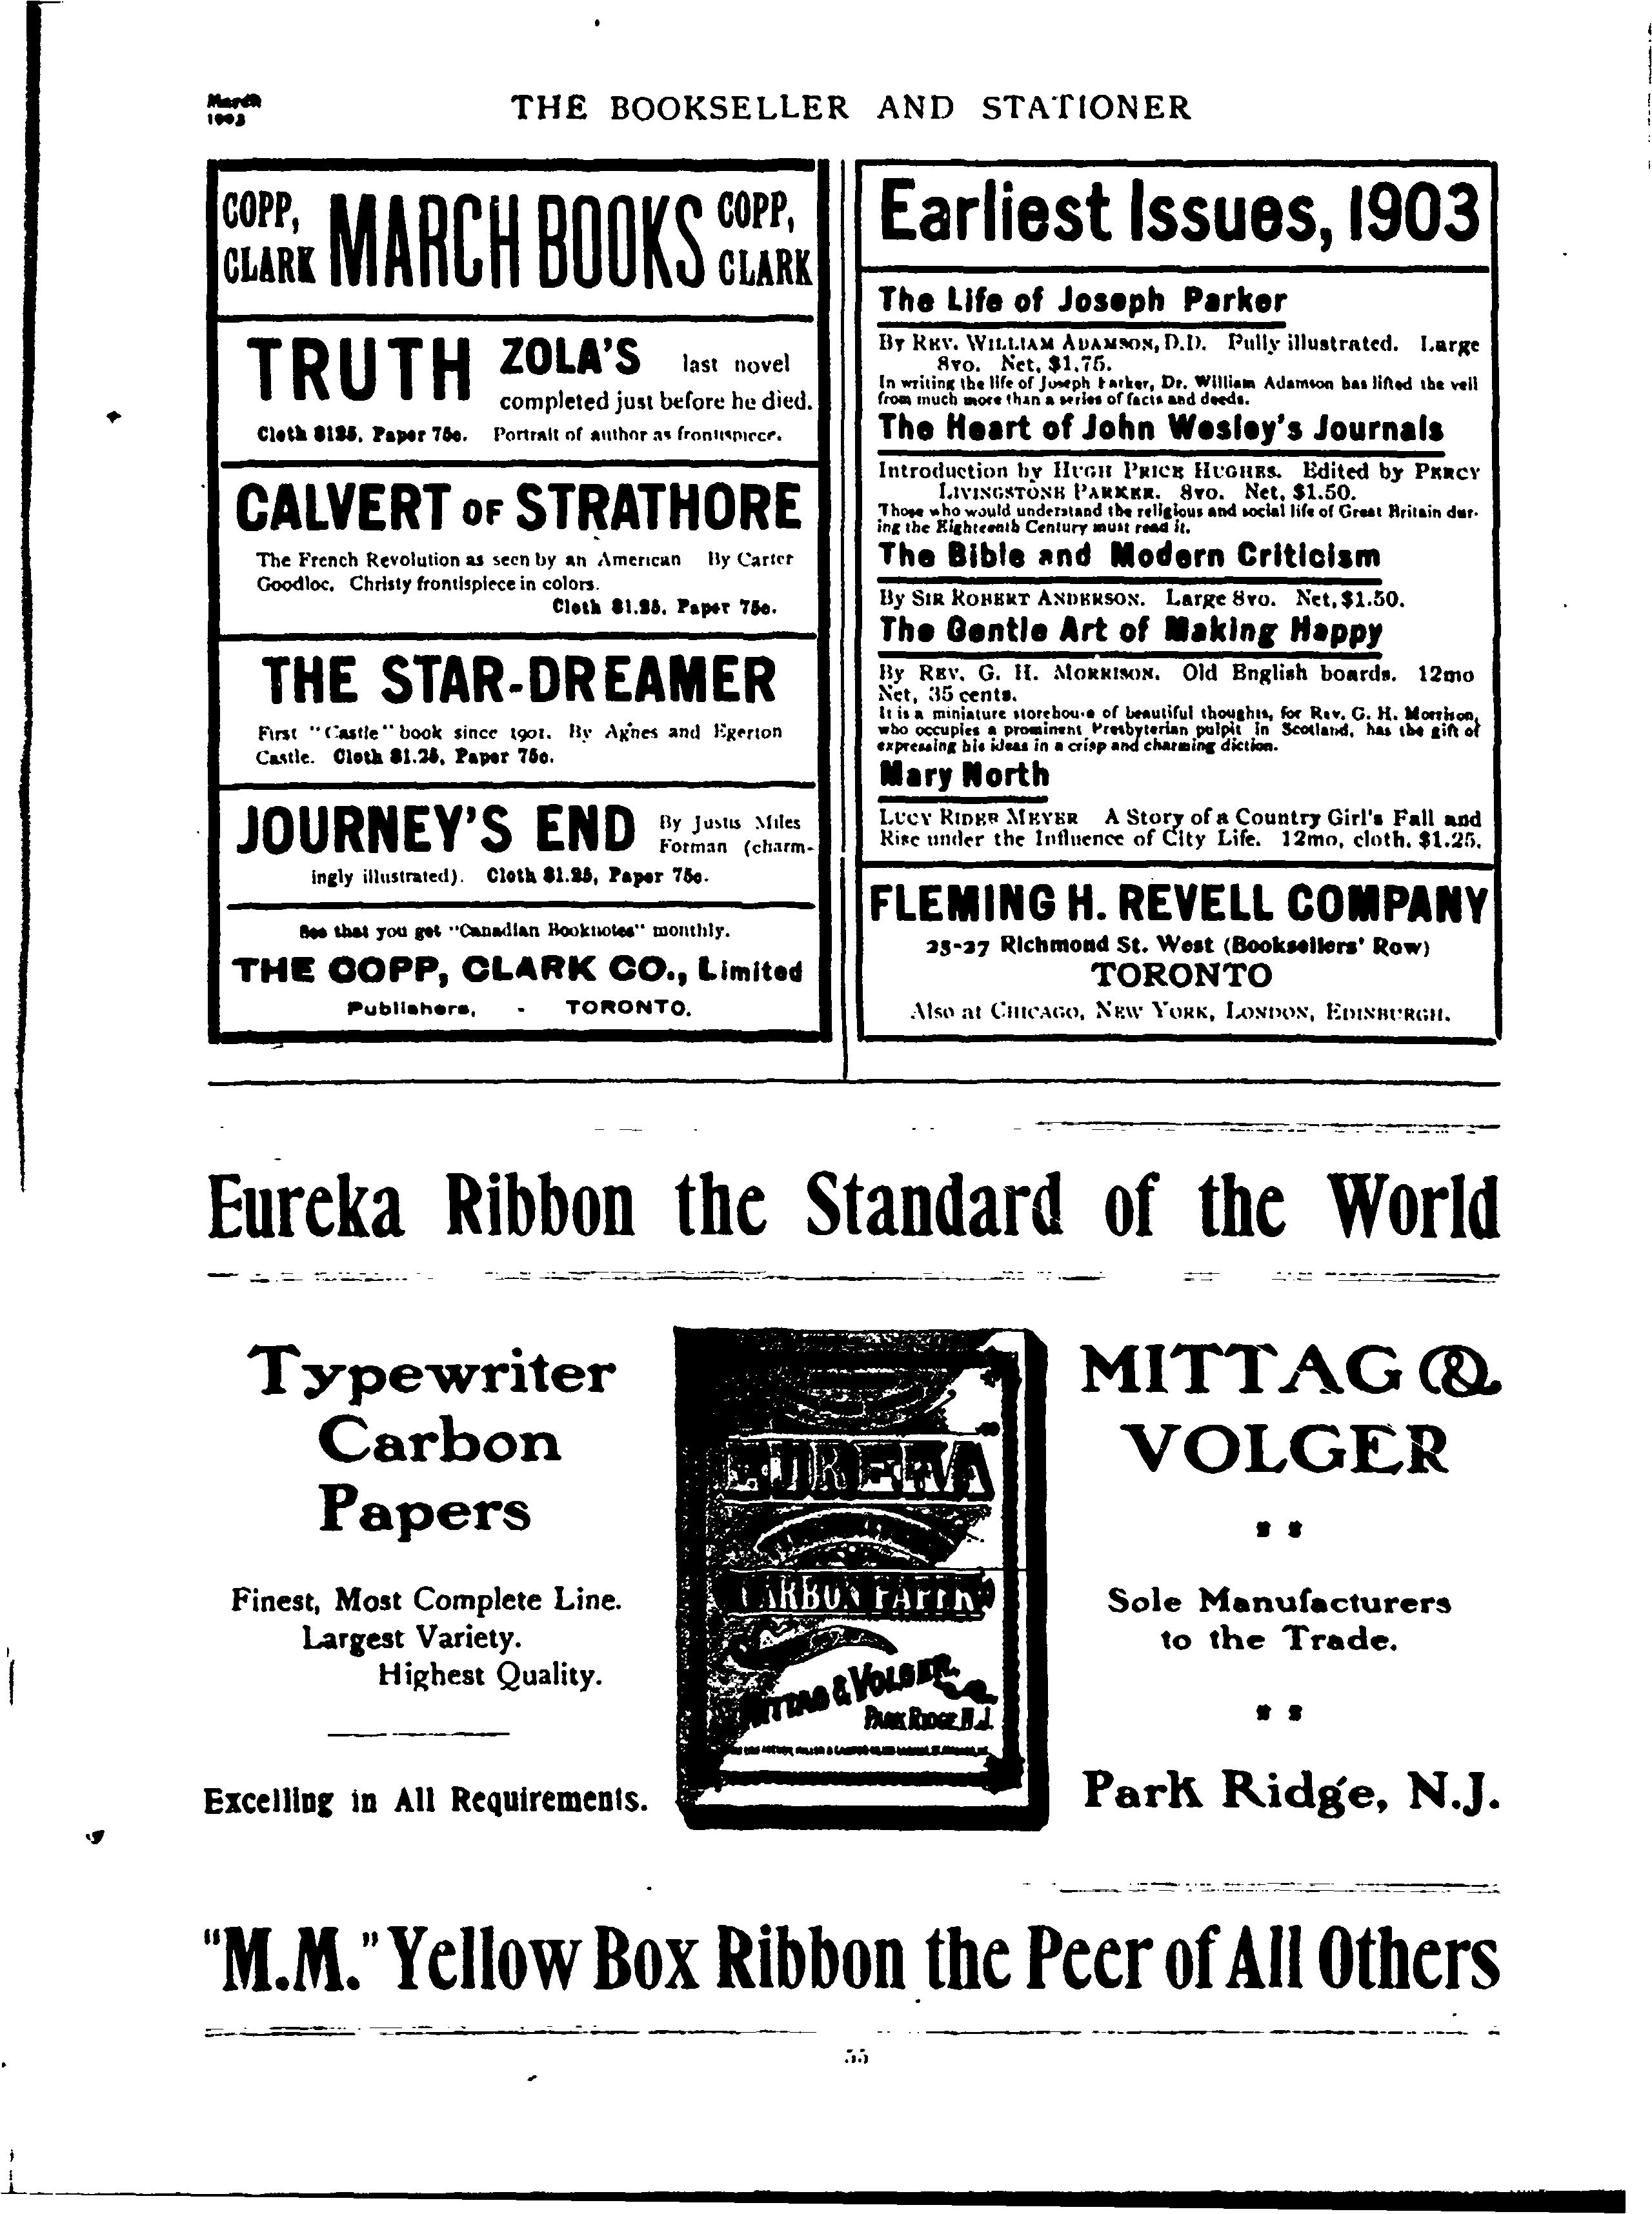 March
1903
THE BOOKSELLER AND STATIONER
COPP,
CLARK
MARCH BOOKS
COPP,
CLARK
TRUTH
ZOLA'S last novel
completed just before he died.
Cloth $1.25, Paper 75c. Portrait of author as frontispiece.
CALVERT OF STRATHORE
The French Revolution as seen by an American By Carter
Goodloe. Christy frontispiece in colors.
Cloth $1.25, Paper 75c.
THE STAR-DREAMER
First "Castle" book since 1901. By Agnes and Egerton
Castle. Cloth $1.25, Paper 75c.
JOURNEY'S END
By Justus Miles
Forman (charm-
ingly illustrated). Cloth $1.25, Paper 75c.
See that you get "Canadian Booknotes" monthly.
THE COPP, CLARK CO., Limited
Publishers, - TORONTO.
Earliest Issues, 1903
The Life of Joseph Parker
By REV. WILLIAM ADAMSON, D.D. Fully illustrated. Large
8vo. Net, $1.75.
In writing the life of Joseph Parker, Dr. William Adamson has lifted the veil
from much more than a series of facts and deeds.
The Heart of John Wesley's Journals
Introduction by HUGH PRICE HUGHES. Edited by PERCY
LIVINGSTONE PARKER. 8vo. Net, $1.50.
Those who would understand the religious and social life of Great Britain dur-
ing the Eighteenth Century must read it.
The Bible and Modern Criticism
By SIR ROBERT ANDERSON. Large 8vo. Net, $1.50.
The Gentle Art of Making Happy
By REV. G. H. MORRISON. Old English boards. 12mo
Net, 35 cents.
It is a miniature storehouse of beautiful thoughts, for Rev. G. H. Morrison,
who occupies a prominent Presbyterian pulpit in Scotland, has the gift of
expressing his ideas in a crisp and charming diction.
Mary North
LUCY RIDER MEYER A Story of a Country Girl's Fall and
Rise under the Influence of City Life. 12mo, cloth. $1.25.
FLEMING H. REVELL COMPANY
25-27 Richmond St. West (Booksellers' Row)
TORONTO
Also at CHICAGO, NEW YORK, LONDON, EDINBURGH.
Eureka Ribbon the Standard of the World
Typewriter
Carbon
Papers
Finest, Most Complete Line.
Largest Variety.
Highest Quality.
Excelling in All Requirements.
EUREKA
CARBON PAPER
MITTAG & VOLGER
PARK RIDGE N.J.
MITTAG &
VOLGER
Sole Manufacturers
to the Trade.
Park Ridge, N.J.
"M.M." Yellow Box Ribbon the Peer of All Others
55